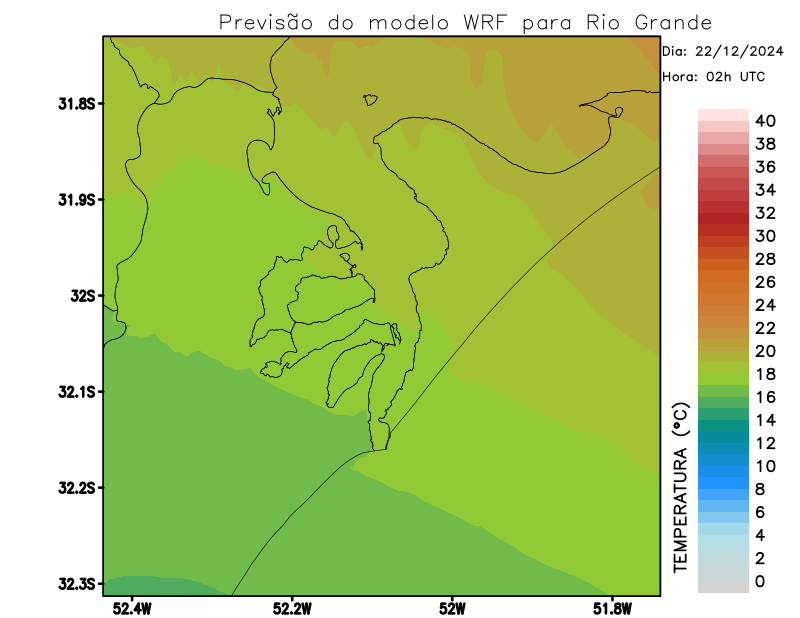 Previsão do modelo WRF para Rio Grande
Dia: 22/12/2024
Hora: 02h UTC
31.8S
31.9S
32S
32.1S
32.2S
32.3S
52.4W
52.2W
52W
51.8W
TEMPERATURA (°C)
40
38
36
34
32
30
28
26
24
22
20
18
16
14
12
10
8
6
4
2
0